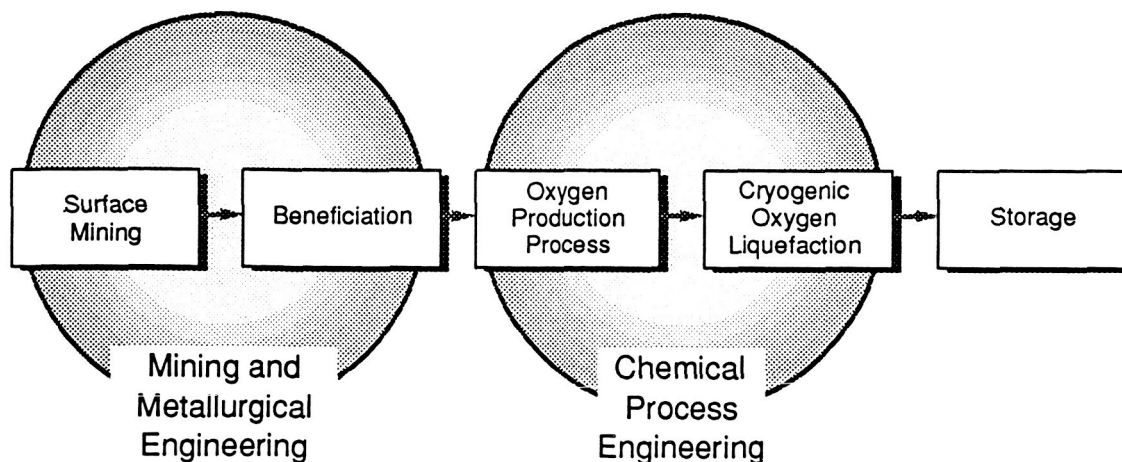 Surface
Mining
Beneficiation
Oxygen
Production
Process
Cryogenic
Oxygen
Liquefaction
Storage
Mining and
Metallurgical
Engineering
Chemical
Process
Engineering